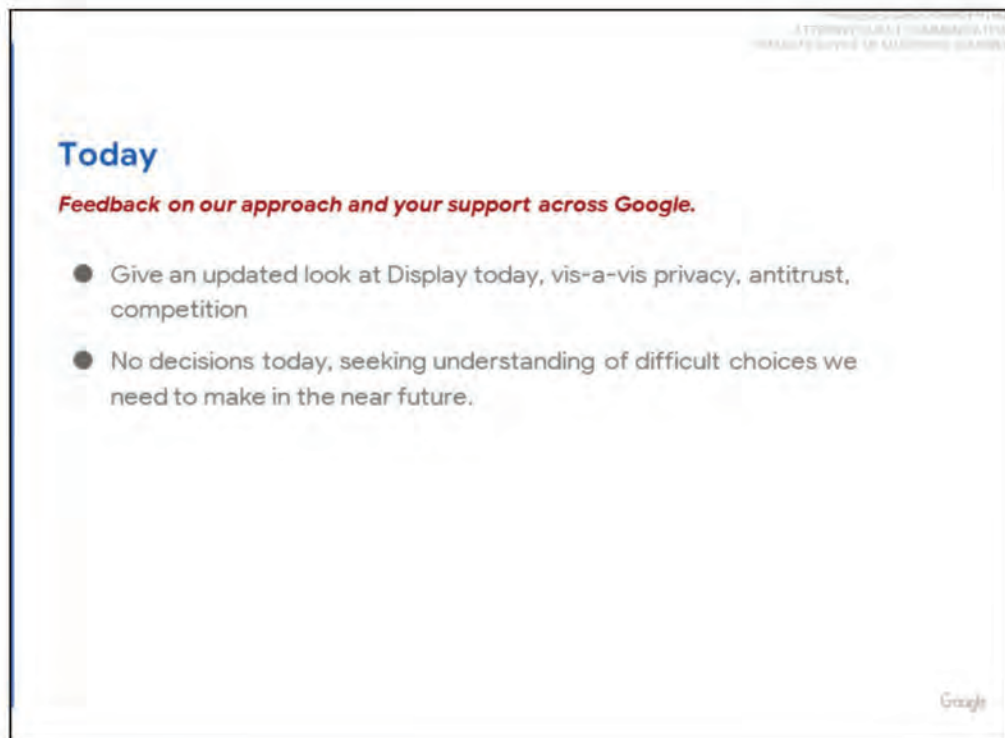 Today
Feedback on our approach and your support across Google.
● Give an updated look at Display today, vis-a-vis privacy, antitrust,
competition
● No decisions today, seeking understanding of difficult choices we
need to make in the near future.
Google